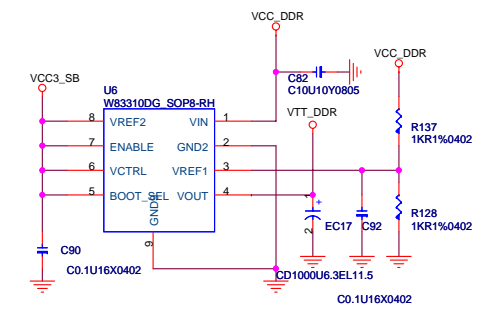 VCC_DDR
VCC_DDR
VCC3_SB
C82
C10U10Y0805
U6
W83310DG_SOP8-RH
VTT_DDR
8 VREF2 VIN 1
R137
1KR1%0402
7 ENABLE GND2 2
6 VCTRL VREF1 3
5 BOOT_SEL VOUT 4
GND
9
1
+
2
EC17
C92
R128
1KR1%0402
C90
C0.1U16X0402
CD1000U6.3EL11.5
C0.1U16X0402